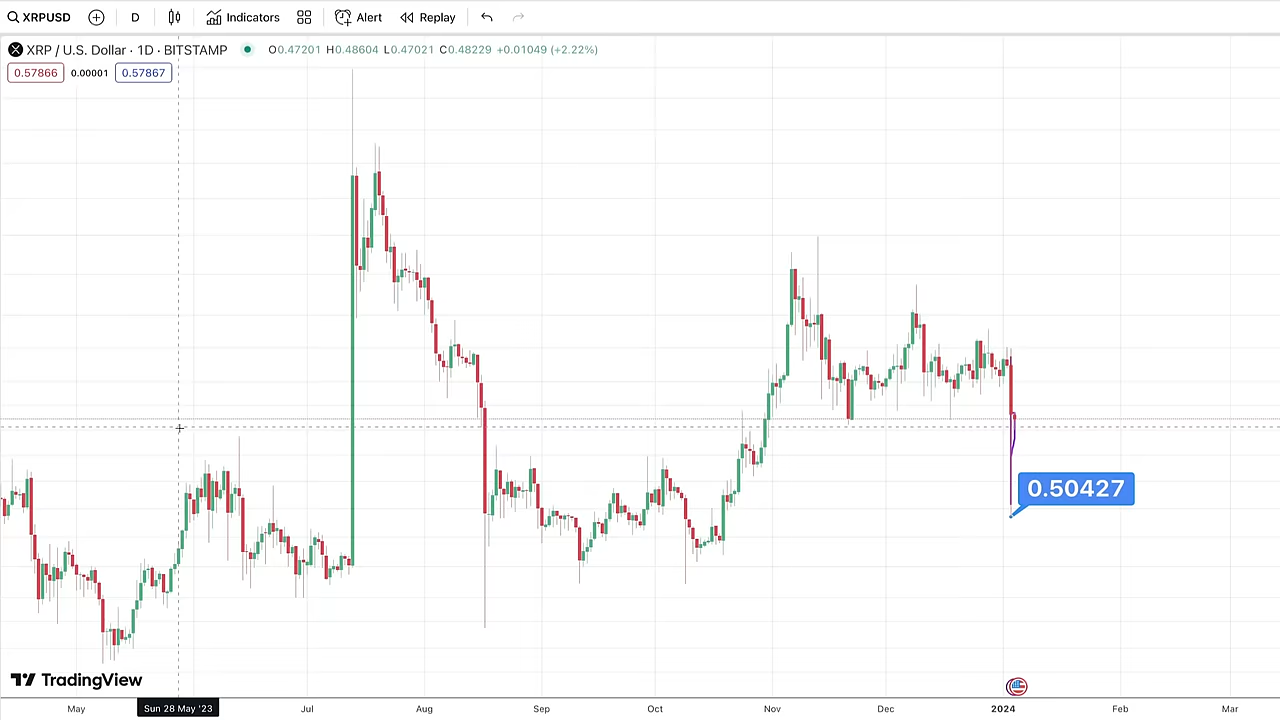 XRPUSD D Indicators Alert Replay
XRP / U.S. Dollar · 1D · BITSTAMP O0.47201 H0.48604 L0.47021 C0.48229 +0.01049 (+2.22%)
0.57866 0.00001 0.57867
0.50427
TradingView
May Sun 28 May '23 Jul Aug Sep Oct Nov Dec 2024 Feb Mar